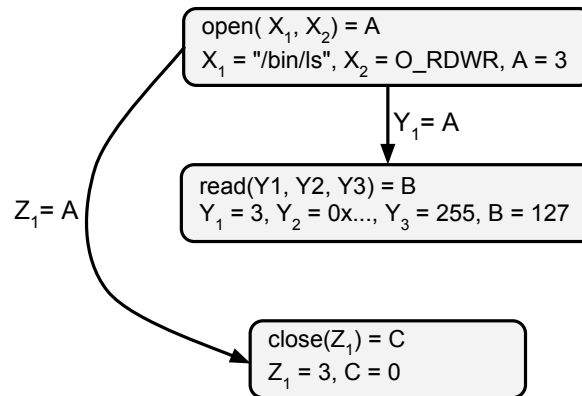 open( X₁, X₂) = A
X₁ = "/bin/ls", X₂ = O_RDWR, A = 3
Y₁= A
read(Y1, Y2, Y3) = B
Y₁ = 3, Y₂ = 0x..., Y₃ = 255, B = 127
Z₁= A
close(Z₁) = C
Z₁ = 3, C = 0